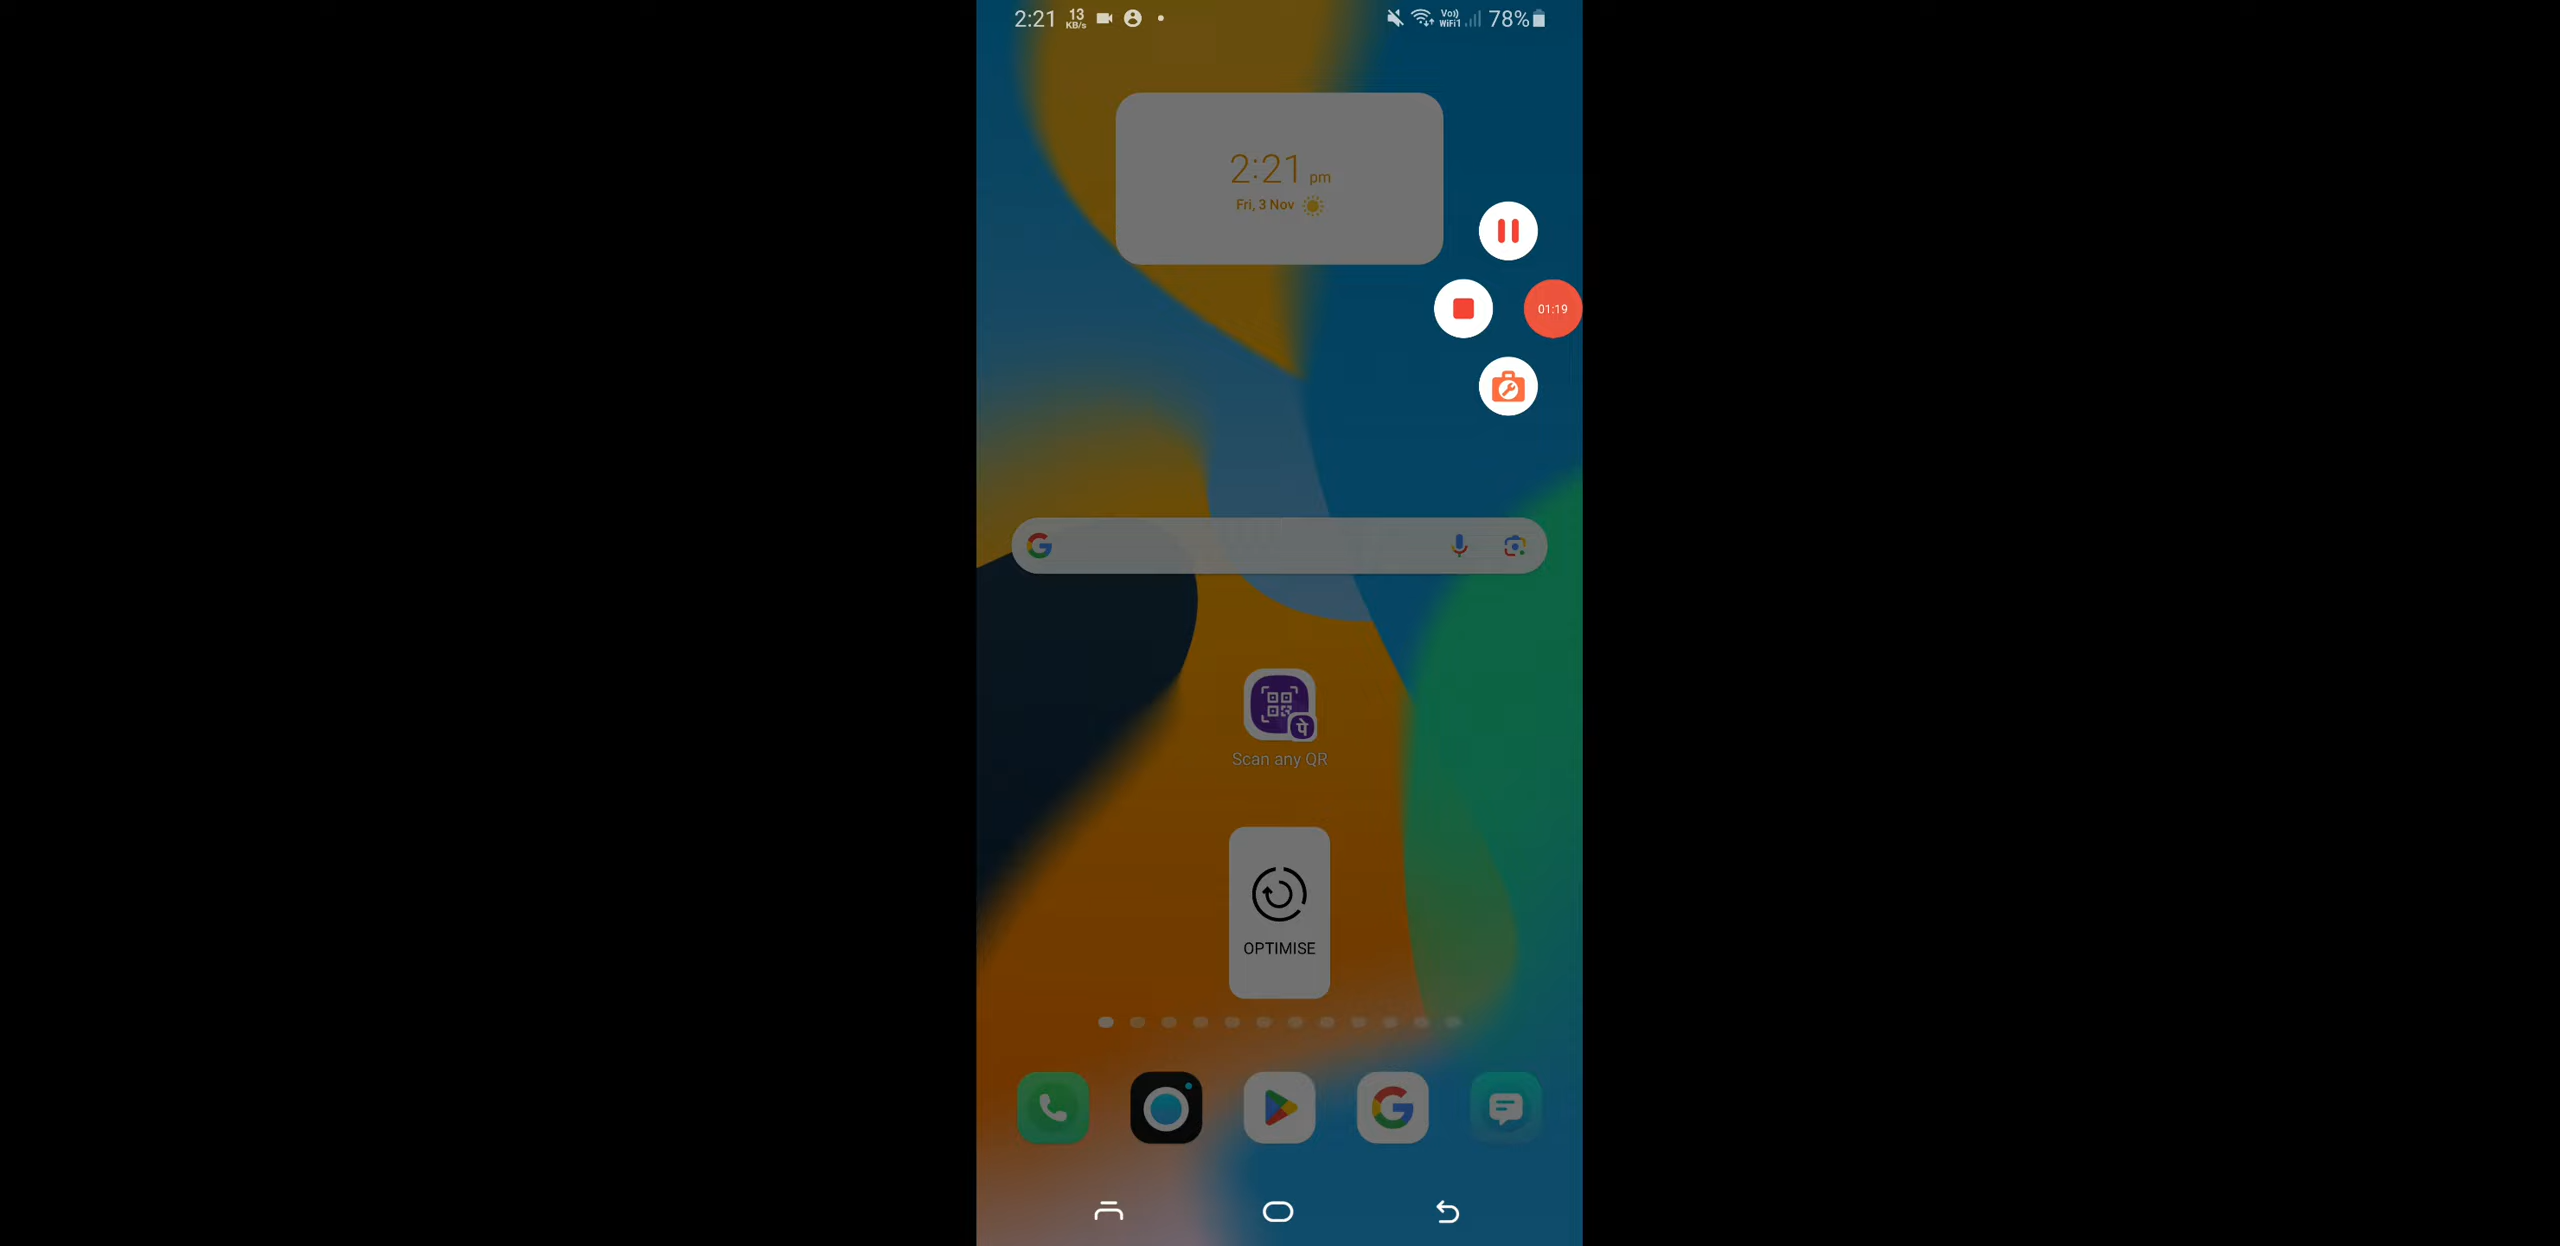 2:21 13 KB/s Vo)) WiFi1 78%
2:21 pm
Fri, 3 Nov
01:19
पे
Scan any QR
OPTIMISE